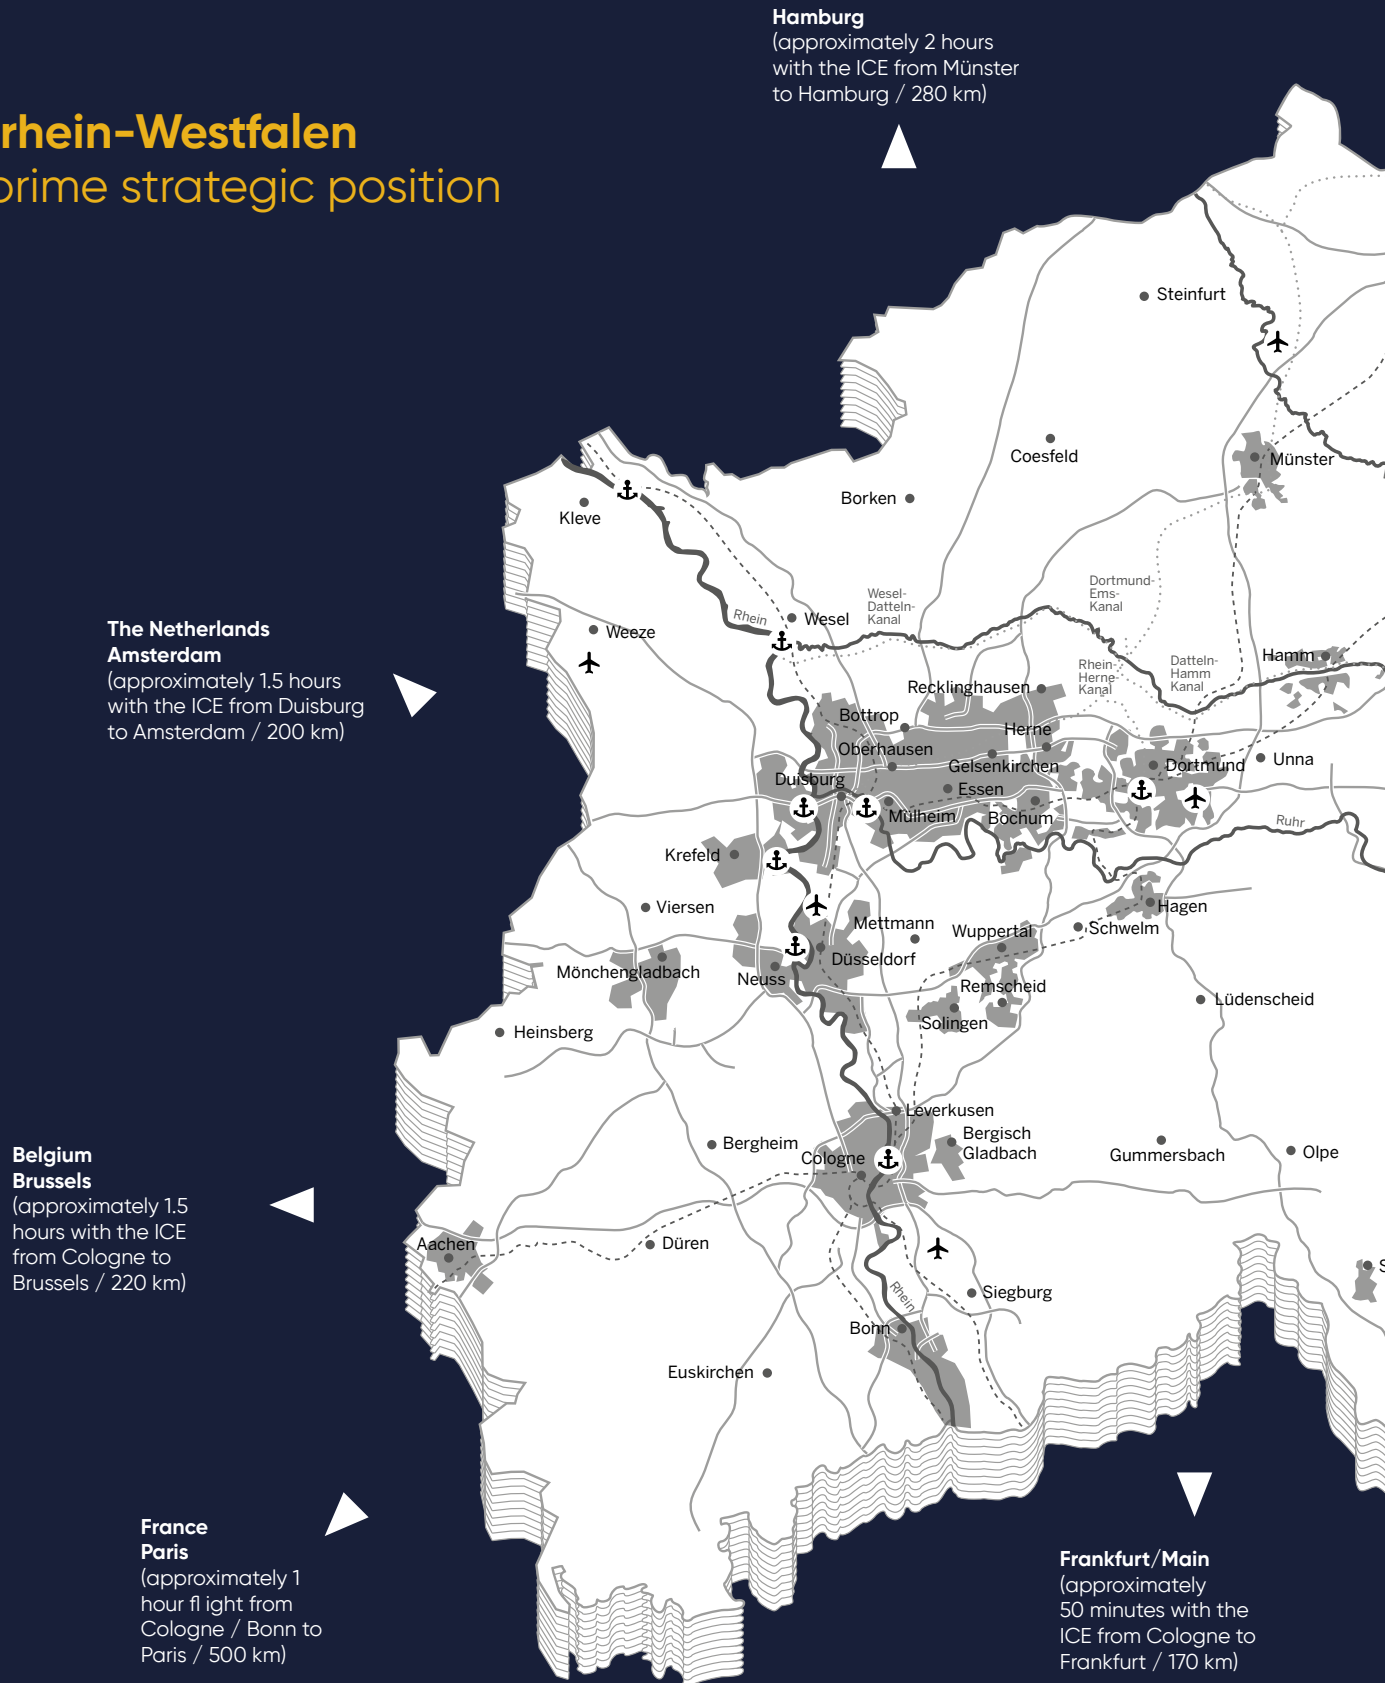 Hamburg
(approximately 2 hours
with the ICE from Münster
to Hamburg / 280 km)
rhein-Westfalen
prime strategic position
Steinfurt
Coesfeld
Münster
Borken
Kleve
Dortmund-
Ems-
Kanal
Wesel-
Datteln-
Kanal
Rhein
Wesel
The Netherlands
Amsterdam
(approximately 1.5 hours
with the ICE from Duisburg
to Amsterdam / 200 km)
Weeze
Hamm
Rhein-
Herne-
Kanal
Datteln-
Hamm
Kanal
Recklinghausen
Bottrop
Herne
Oberhausen
Gelsenkirchen
Dortmund
Unna
Duisburg
Essen
Mülheim
Bochum
Ruhr
Krefeld
Viersen
Hagen
Mettmann
Wuppertal
Schwelm
Düsseldorf
Mönchengladbach
Neuss
Remscheid
Lüdenscheid
Solingen
Heinsberg
Leverkusen
Bergheim
Bergisch
Gladbach
Cologne
Gummersbach
Olpe
Belgium
Brussels
(approximately 1.5
hours with the ICE
from Cologne to
Brussels / 220 km)
Aachen
Düren
S
Siegburg
Rhein
Bonn
Euskirchen
France
Paris
(approximately 1
hour fl ight from
Cologne / Bonn to
Paris / 500 km)
Frankfurt/Main
(approximately
50 minutes with the
ICE from Cologne to
Frankfurt / 170 km)